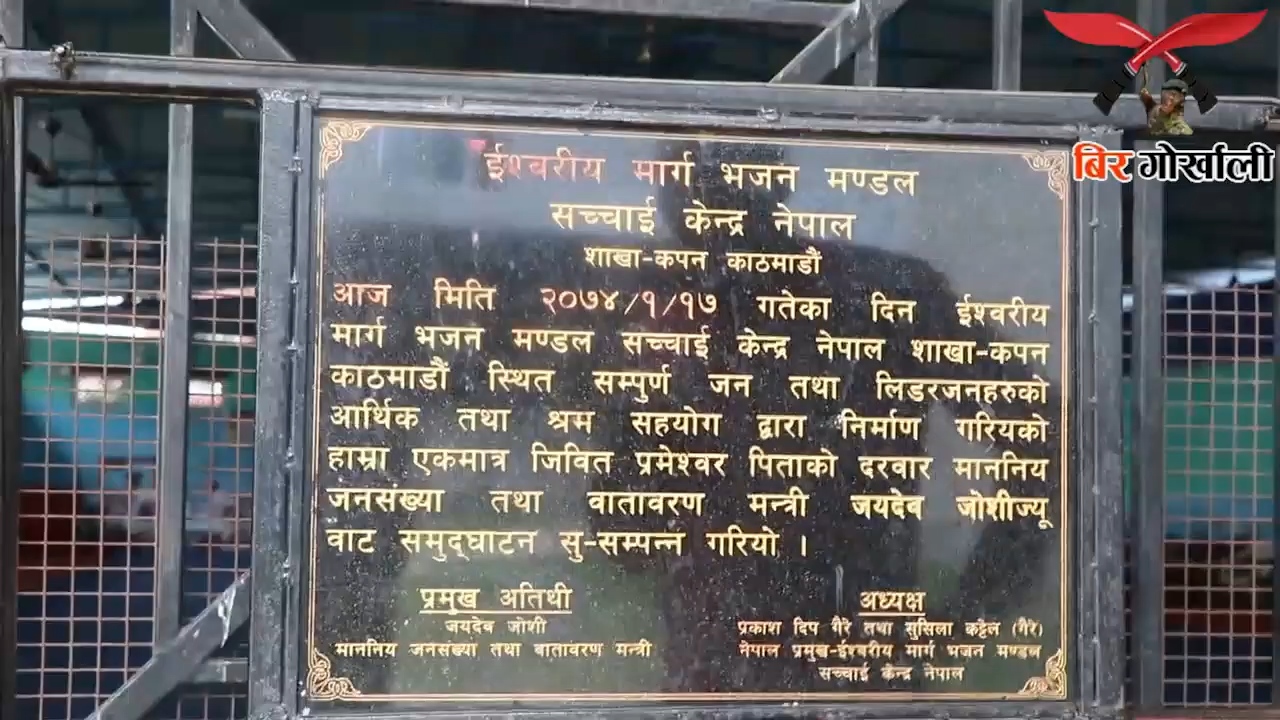 बिर गोर्खाली
ईश्वरीय मार्ग भजन मण्डल
सच्चाई केन्द्र नेपाल
शाखा-कपन काठमाडौं
आज मिति २०७४/१/१७ गतेका दिन ईश्वरीय
मार्ग भजन मण्डल सच्चाई केन्द्र नेपाल शाखा-कपन
काठमाडौं स्थित सम्पुर्ण जन तथा लिडरजनहरुको
आर्थिक तथा श्रम सहयोग द्वारा निर्माण गरियको
हाम्रा एकमात्र जिवित प्रमेश्वर पिताको दरवार माननिय
जनसंख्या तथा वातावरण मन्त्री जयदेव जोशीज्यू
वाट समुद्घाटन सु-सम्पन्न गरियो ।
प्रमुख अतिथी
जयदेव जोशी
माननिय जनसंख्या तथा वातावरण मन्त्री
अध्यक्ष
प्रकाश दिप गैरे तथा सुसिला कट्टेल (गैरे)
नेपाल प्रमुख-ईश्वरीय मार्ग भजन मण्डल
सच्चाई केन्द्र नेपाल